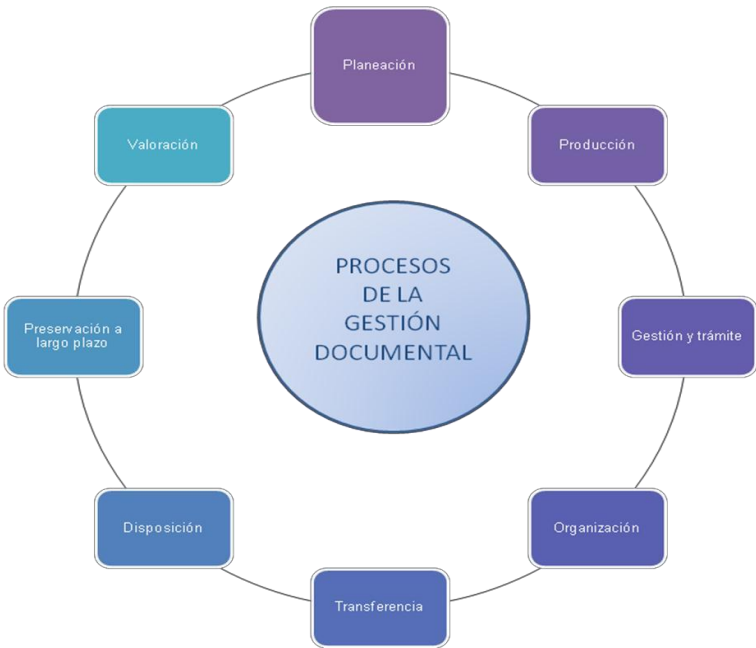 Planeación
Producción
Gestión y trámite
Organización
Transferencia
Disposición
Preservación a
largo plazo
Valoración
PROCESOS
DE LA
GESTIÓN
DOCUMENTAL